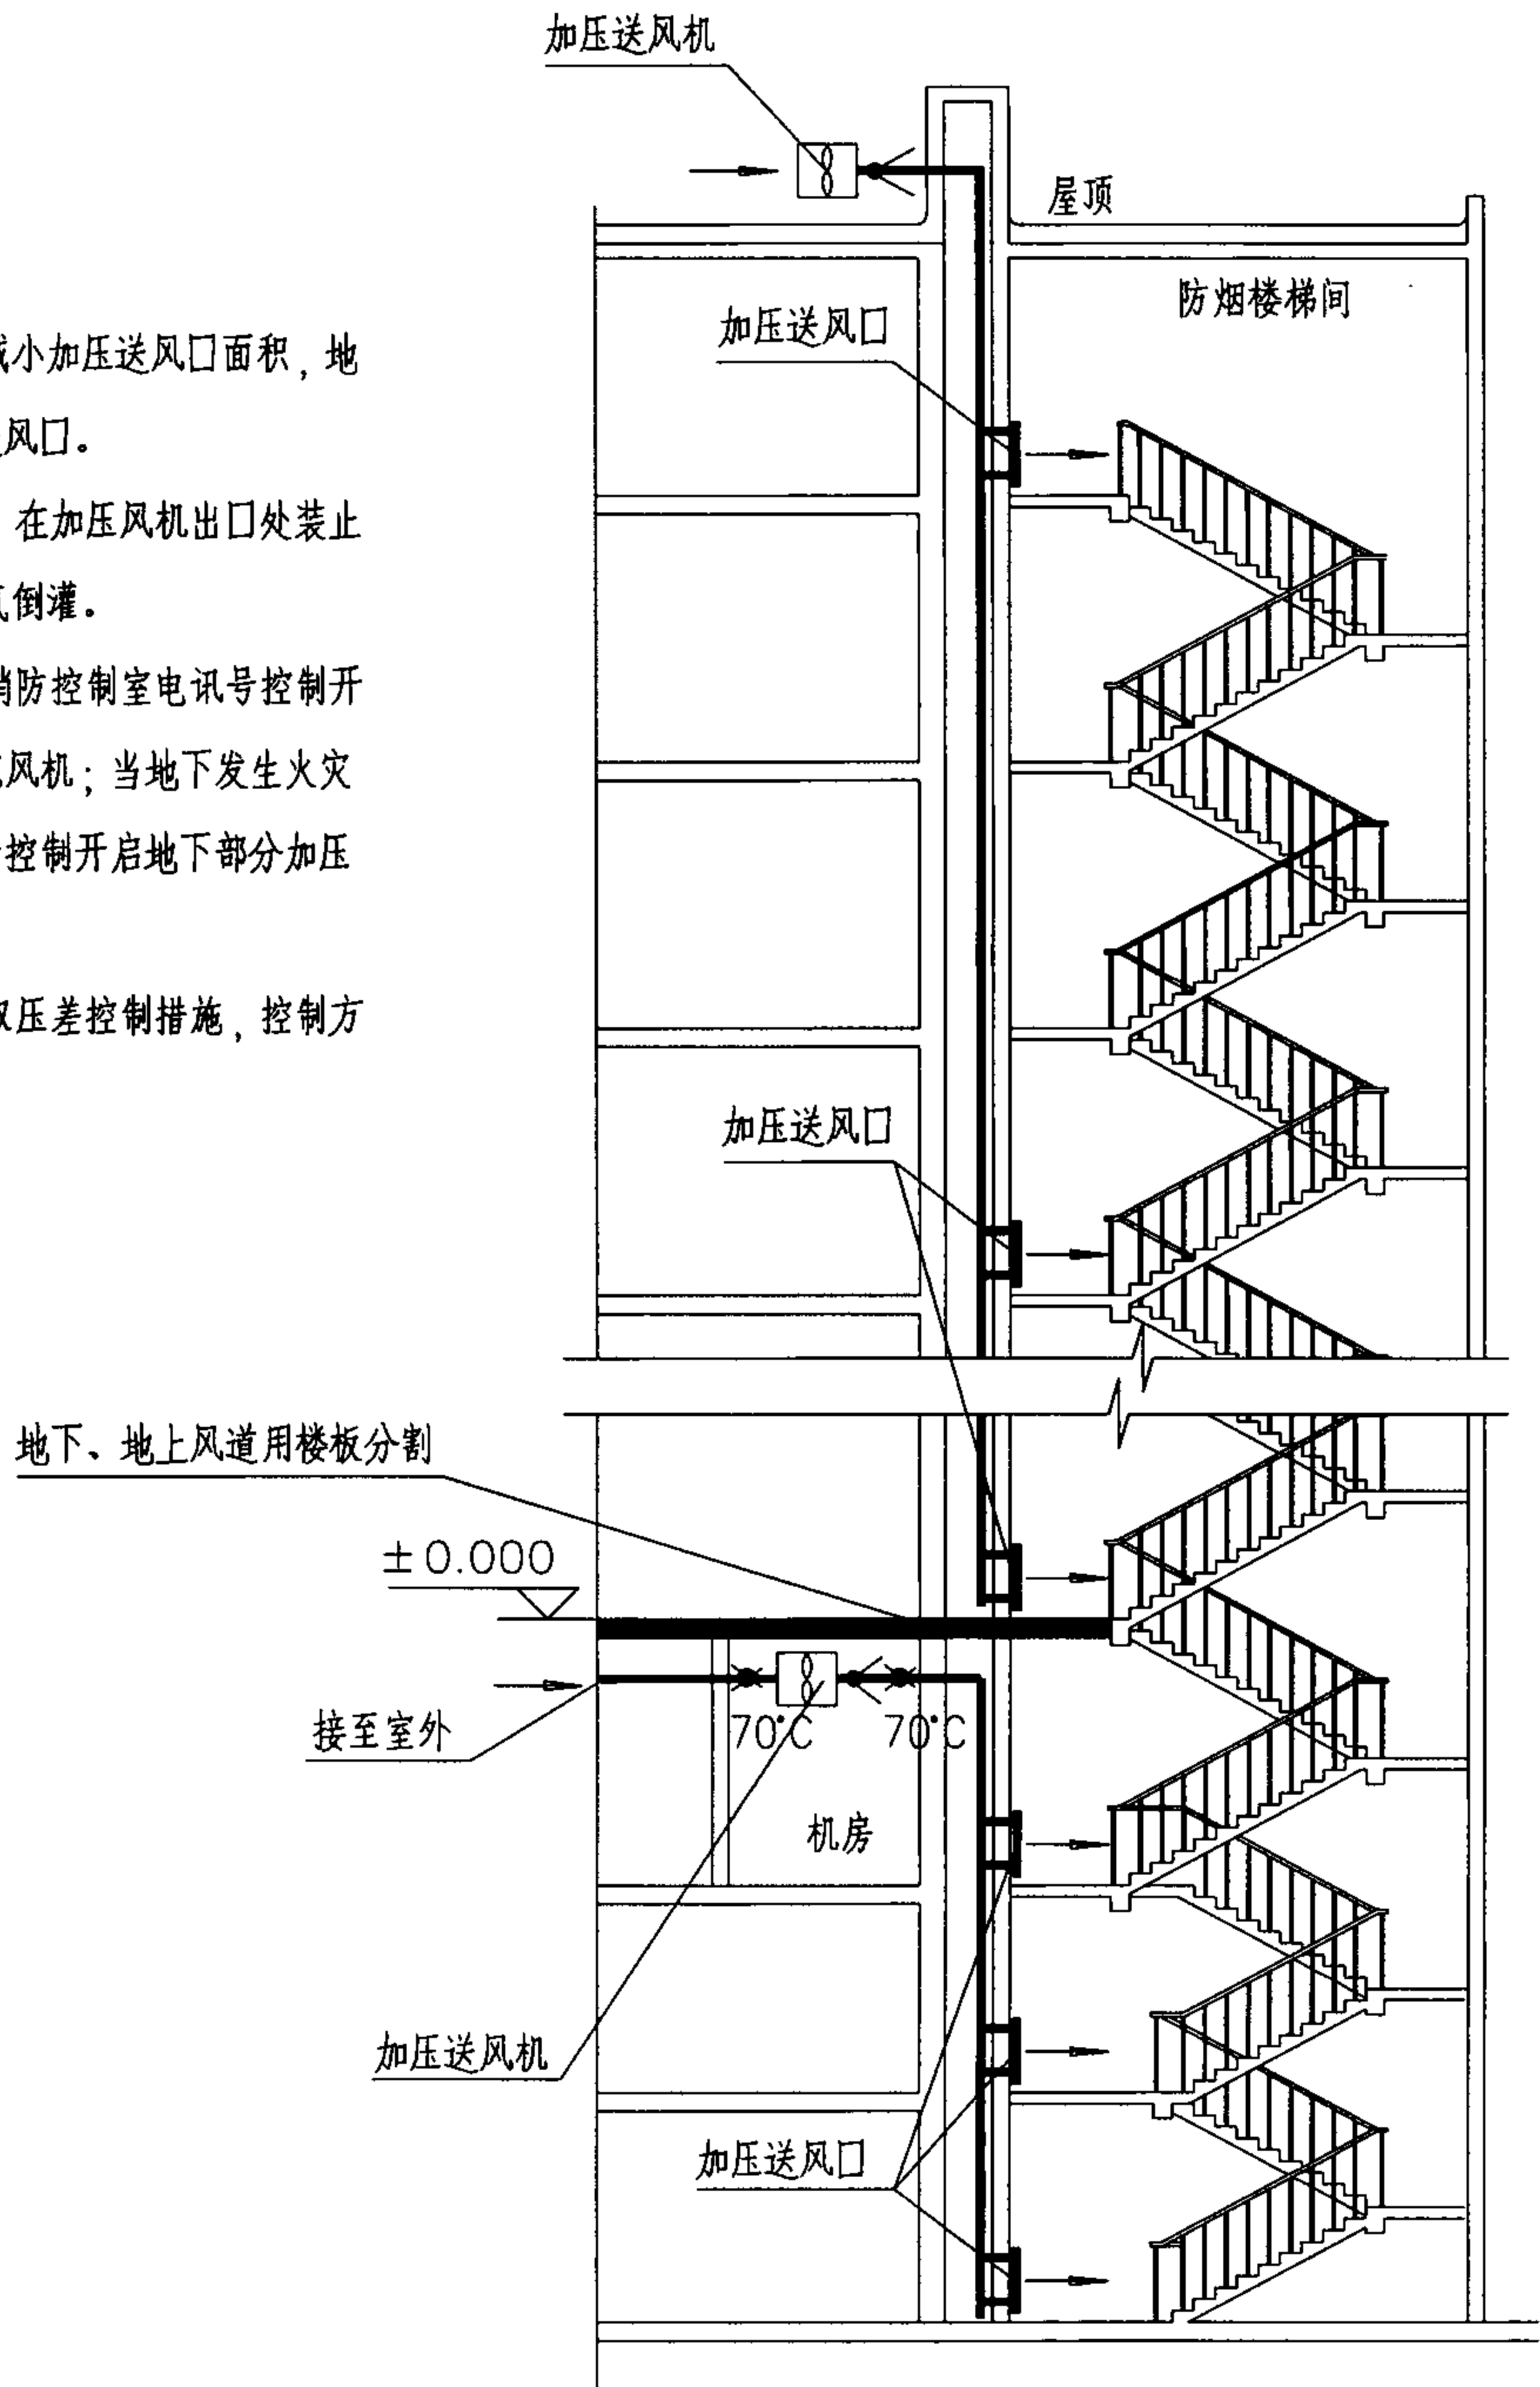 加压送风机
屋顶
防烟楼梯间
加压送风口
减小加压送风口面积，地
风口。
在加压风机出口处装止
倒灌。
消防控制室电讯号控制开
风机；当地下发生火灾
控制开启地下部分加压
取压差控制措施，控制方
加压送风口
地下、地上风道用楼板分割
±0.000
70°C 70°C
接至室外
机房
加压送风机
加压送风口